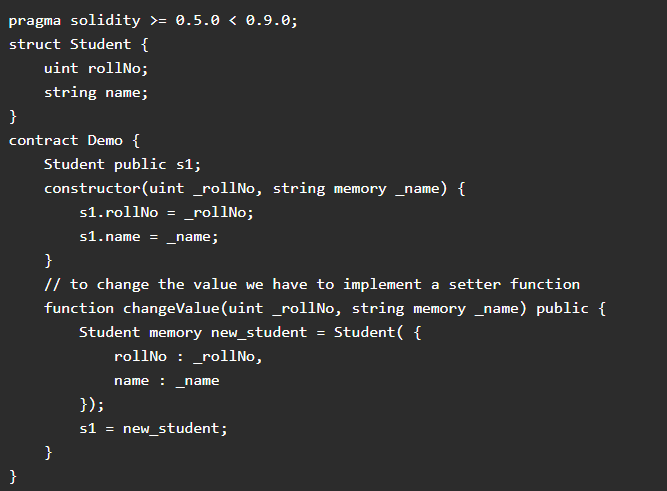 pragma solidity >= 0.5.0 < 0.9.0;
struct Student {
    uint rollNo;
    string name;
}
contract Demo {
    Student public s1;
    constructor(uint _rollNo, string memory _name) {
        s1.rollNo = _rollNo;
        s1.name = _name;
    }
    // to change the value we have to implement a setter function
    function changeValue(uint _rollNo, string memory _name) public {
        Student memory new_student = Student( {
            rollNo : _rollNo,
            name : _name
        });
        s1 = new_student;
    }
}